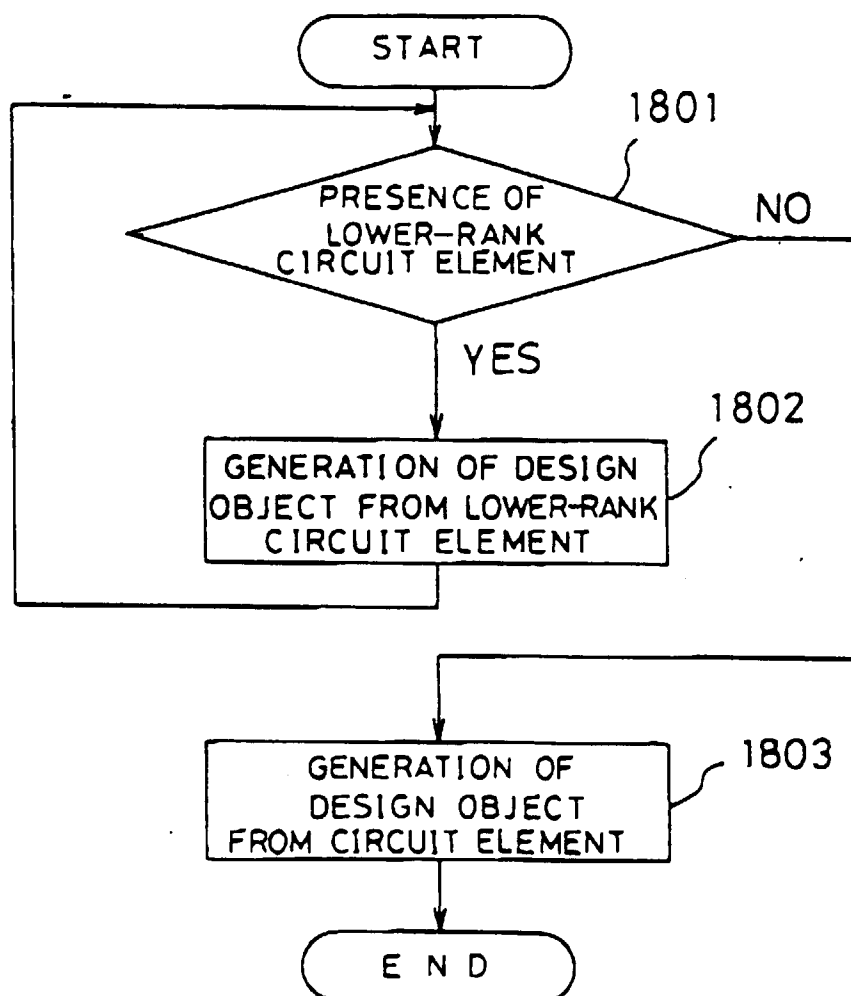 START
1801
PRESENCE OF
LOWER-RANK
CIRCUIT ELEMENT
NO
YES
1802
GENERATION OF DESIGN
OBJECT FROM LOWER-RANK
CIRCUIT ELEMENT
1803
GENERATION OF
DESIGN OBJECT
FROM CIRCUIT ELEMENT
END